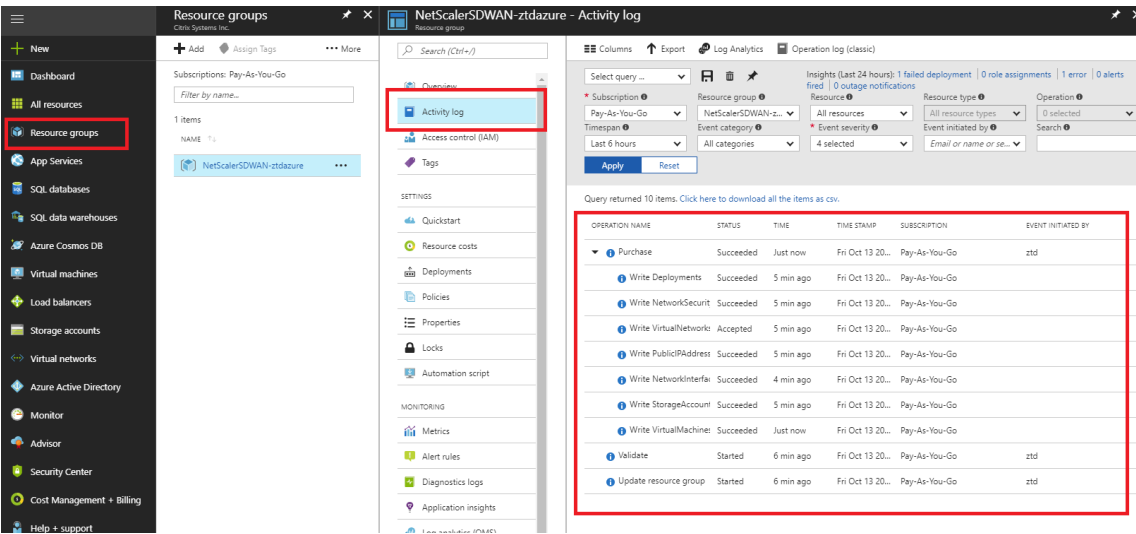 Resource groups
Citrix Systems Inc.
NetScalerSDWAN-ztdazure - Activity log
Resource group
New
Dashboard
All resources
Resource groups
App Services
SQL databases
SQL data warehouses
Azure Cosmos DB
Virtual machines
Load balancers
Storage accounts
Virtual networks
Azure Active Directory
Monitor
Advisor
Security Center
Cost Management + Billing
Help + support
Add Assign Tags ••• More
Subscriptions: Pay-As-You-Go
Filter by name...
1 items
NAME
NetScalerSDWAN-ztdazure •••
Search (Ctrl+/)
Overview
Activity log
Access control (IAM)
Tags
SETTINGS
Quickstart
Resource costs
Deployments
Policies
Properties
Locks
Automation script
MONITORING
Metrics
Alert rules
Diagnostics logs
Application insights
Log analytics (OMS)
Columns Export Log Analytics Operation log (classic)
Select query ...
Insights (Last 24 hours): 1 failed deployment | 0 role assignments | 1 error | 0 alerts
fired | 0 outage notifications
* Subscription Resource group Resource Resource type Operation
Pay-As-You-Go NetScalerSDWAN-z... All resources All resource types 0 selected
Timespan Event category * Event severity Event initiated by Search
Last 6 hours All categories 4 selected Email or name or se...
Apply Reset
Query returned 10 items. Click here to download all the items as csv.
OPERATION NAME STATUS TIME TIME STAMP SUBSCRIPTION EVENT INITIATED BY
Purchase Succeeded Just now Fri Oct 13 20... Pay-As-You-Go ztd
Write Deployments Succeeded 5 min ago Fri Oct 13 20... Pay-As-You-Go
Write NetworkSecurit Succeeded 5 min ago Fri Oct 13 20... Pay-As-You-Go
Write VirtualNetwork Accepted 5 min ago Fri Oct 13 20... Pay-As-You-Go
Write PublicIPAddress Succeeded 5 min ago Fri Oct 13 20... Pay-As-You-Go
Write NetworkInterfac Succeeded 4 min ago Fri Oct 13 20... Pay-As-You-Go
Write StorageAccount Succeeded 5 min ago Fri Oct 13 20... Pay-As-You-Go
Write VirtualMachine Succeeded Just now Fri Oct 13 20... Pay-As-You-Go
Validate Started 6 min ago Fri Oct 13 20... Pay-As-You-Go ztd
Update resource group Started 6 min ago Fri Oct 13 20... Pay-As-You-Go ztd